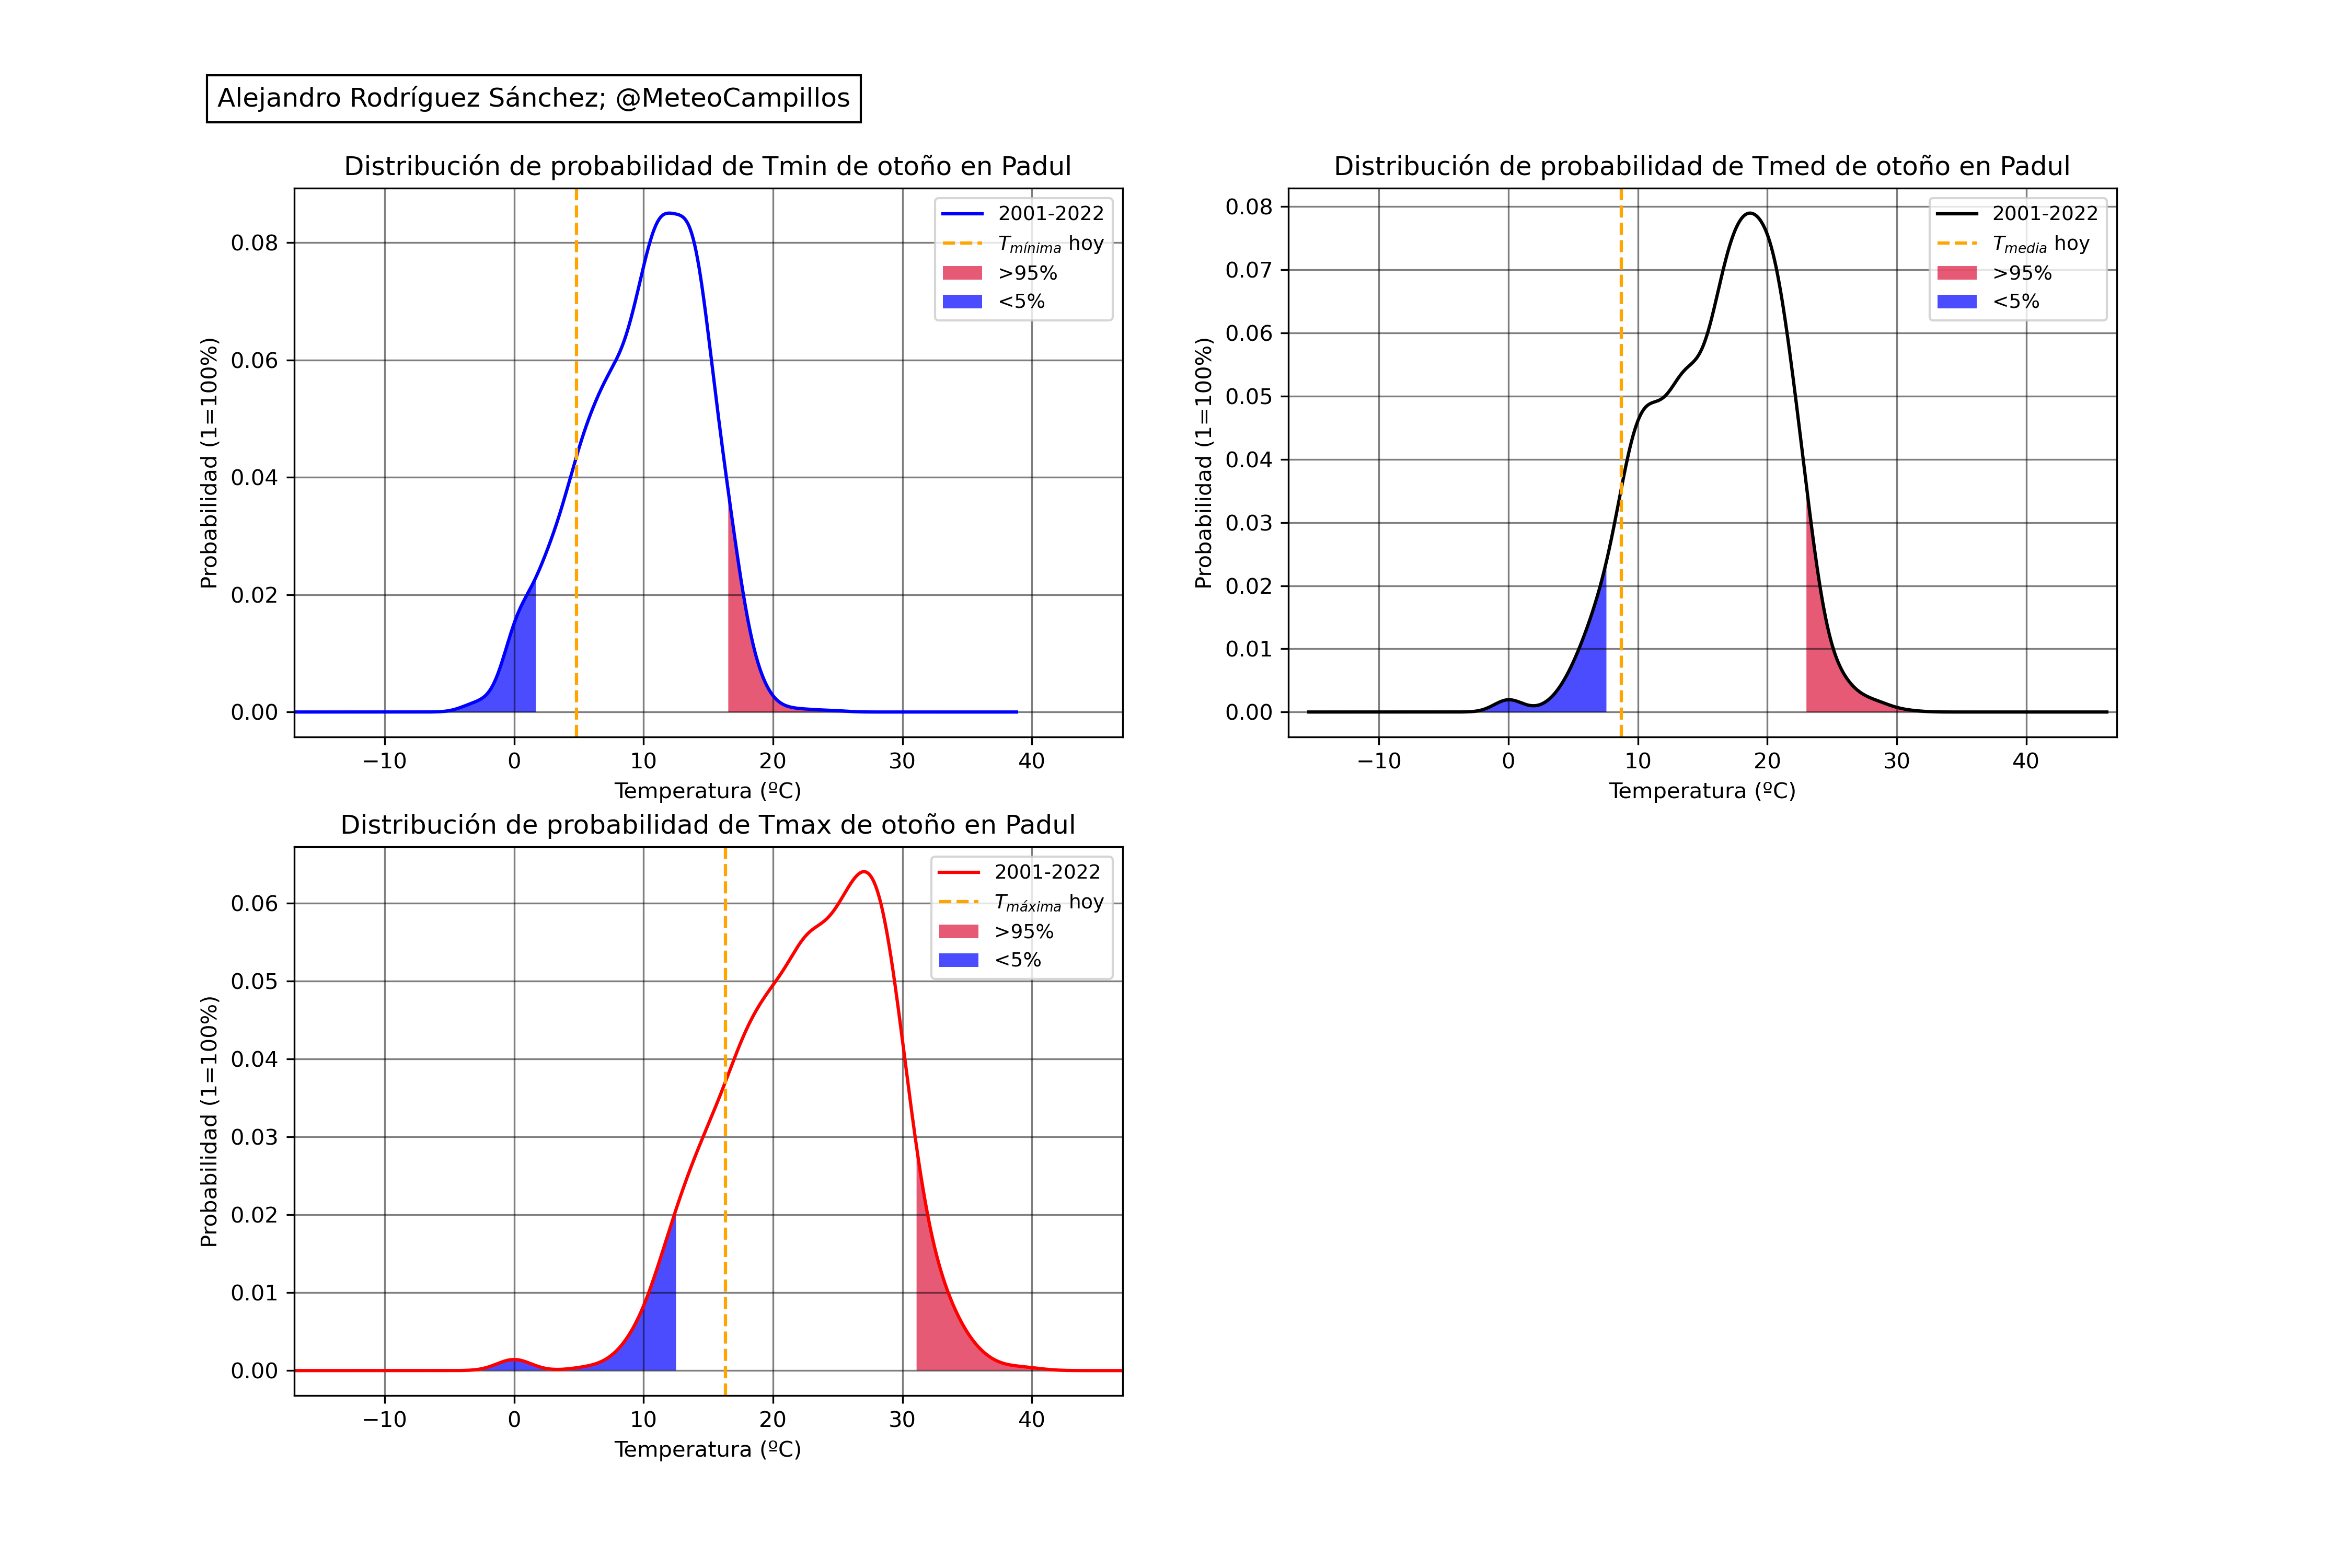 Alejandro Rodríguez Sánchez; @MeteoCampillos
Distribución de probabilidad de Tmin de otoño en Padul
Probabilidad (1=100%)
0.08
0.06
0.04
0.02
0.00
2001-2022
Tmínima hoy
>95%
<5%
−10 0 10 20 30 40
Temperatura (ºC)
Distribución de probabilidad de Tmed de otoño en Padul
Probabilidad (1=100%)
0.08
0.07
0.06
0.05
0.04
0.03
0.02
0.01
0.00
2001-2022
Tmedia hoy
>95%
<5%
−10 0 10 20 30 40
Temperatura (ºC)
Distribución de probabilidad de Tmax de otoño en Padul
Probabilidad (1=100%)
0.06
0.05
0.04
0.03
0.02
0.01
0.00
2001-2022
Tmáxima hoy
>95%
<5%
−10 0 10 20 30 40
Temperatura (ºC)